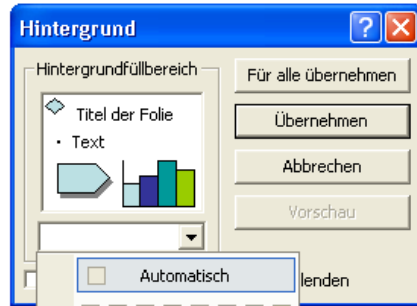 Hintergrund
Hintergrundfüllbereich
Titel der Folie
• Text
Für alle übernehmen
Übernehmen
Abbrechen
Vorschau
Automatisch
lenden